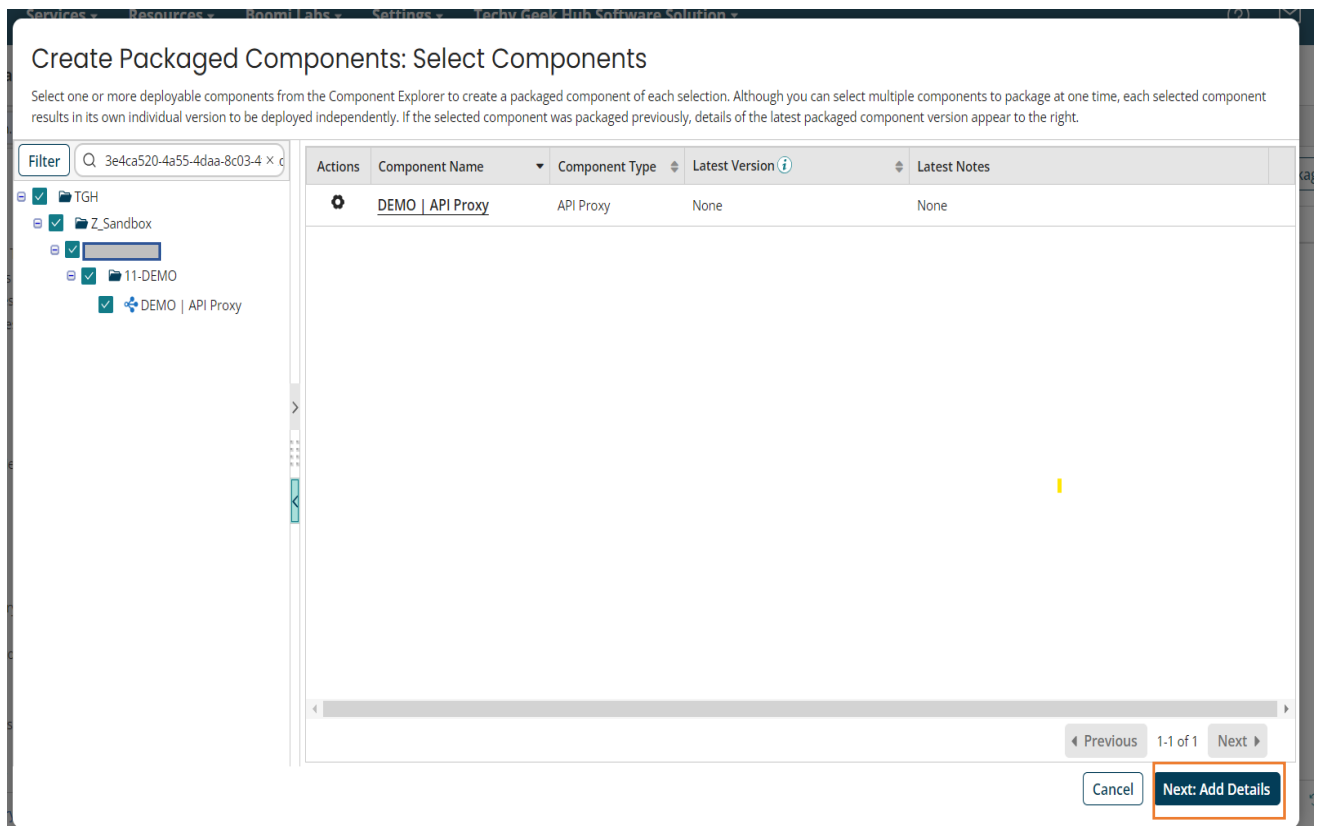 Services Resources Boomi Labs Settings Techy Geek Hub Software Solution
Create Packaged Components: Select Components
Select one or more deployable components from the Component Explorer to create a packaged component of each selection. Although you can select multiple components to package at one time, each selected component
results in its own individual version to be deployed independently. If the selected component was packaged previously, details of the latest packaged component version appear to the right.
Filter 3e4ca520-4a55-4daa-8c03-4
Actions Component Name Component Type Latest Version Latest Notes
TGH
DEMO | API Proxy API Proxy None None
Z_Sandbox
11-DEMO
DEMO | API Proxy
Previous 1-1 of 1 Next
Cancel Next: Add Details